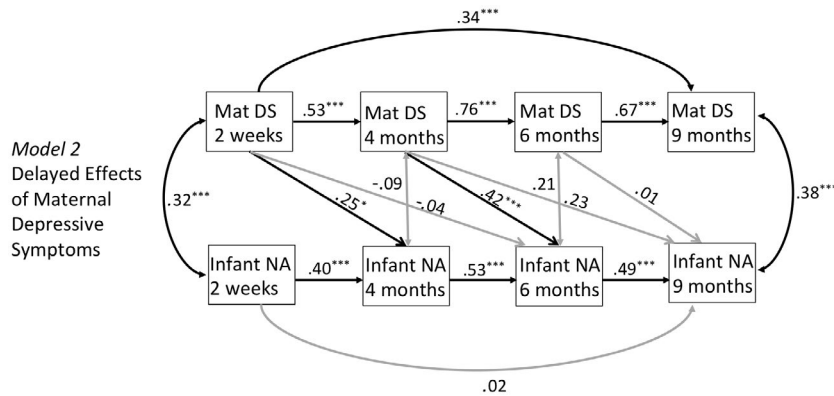 .34***
Mat DS
2 weeks
.53***
Mat DS
4 months
.76***
Mat DS
6 months
.67***
Mat DS
9 months
Model 2
Delayed Effects
of Maternal
Depressive
Symptoms
.32***
.25*
-.09
-.04
.42***
.21
.23
.01
.38***
Infant NA
2 weeks
.40***
Infant NA
4 months
.53***
Infant NA
6 months
.49***
Infant NA
9 months
.02